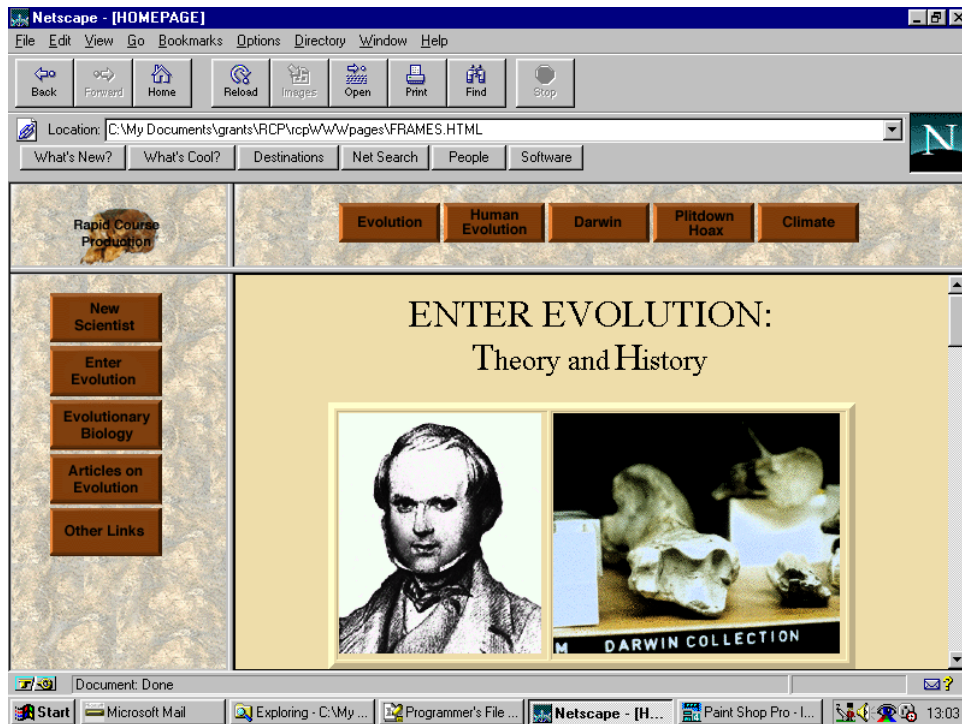 Netscape - [HOMEPAGE]
File Edit View Go Bookmarks Options Directory Window Help
Back Forward Home Reload Images Open Print Find Stop
Location: C:\My Documents\grants\RCP\rcpWWWpages\FRAMES.HTML
N
What's New? What's Cool? Destinations Net Search People Software
Rapid Course
Production
Evolution
Human
Evolution
Darwin
Plitdown
Hoax
Climate
New
Scientist
Enter
Evolution
Evolutionary
Biology
Articles on
Evolution
Other Links
ENTER EVOLUTION:
Theory and History
M DARWIN COLLECTION
Document: Done
Start Microsoft Mail Exploring - C:\My ... Programmer's File ... Netscape - [H... Paint Shop Pro - I... 13:03